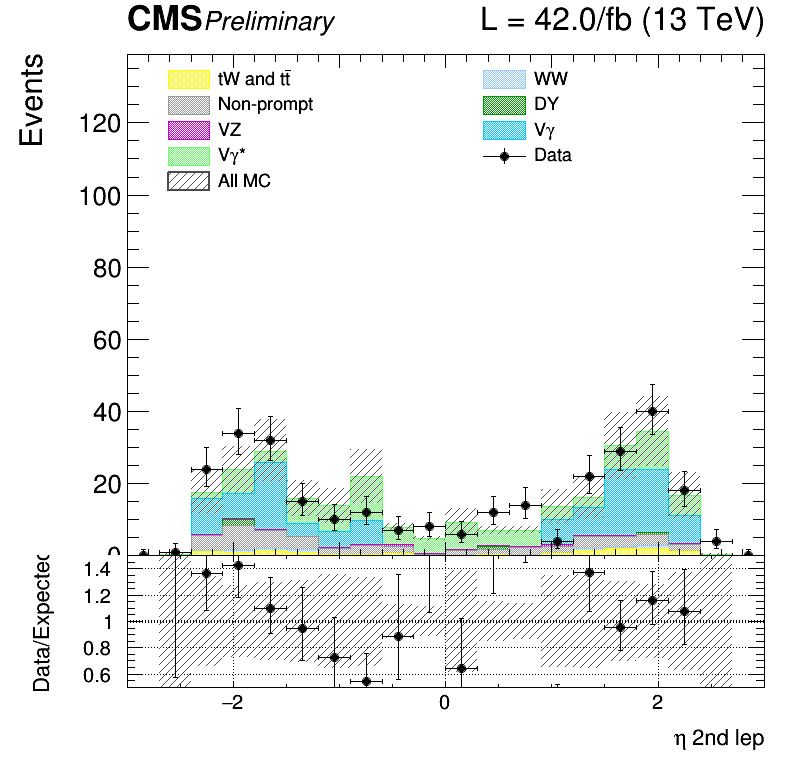 CMS Preliminary L = 42.0/fb (13 TeV)
Events
tW and tt̄ WW
Non-prompt DY
VZ Vγ
Vγ* Data
All MC
120
100
80
60
40
20
0
Data/Expected
1.4
1.2
1
0.8
0.6
−2 0 2
η 2nd lep